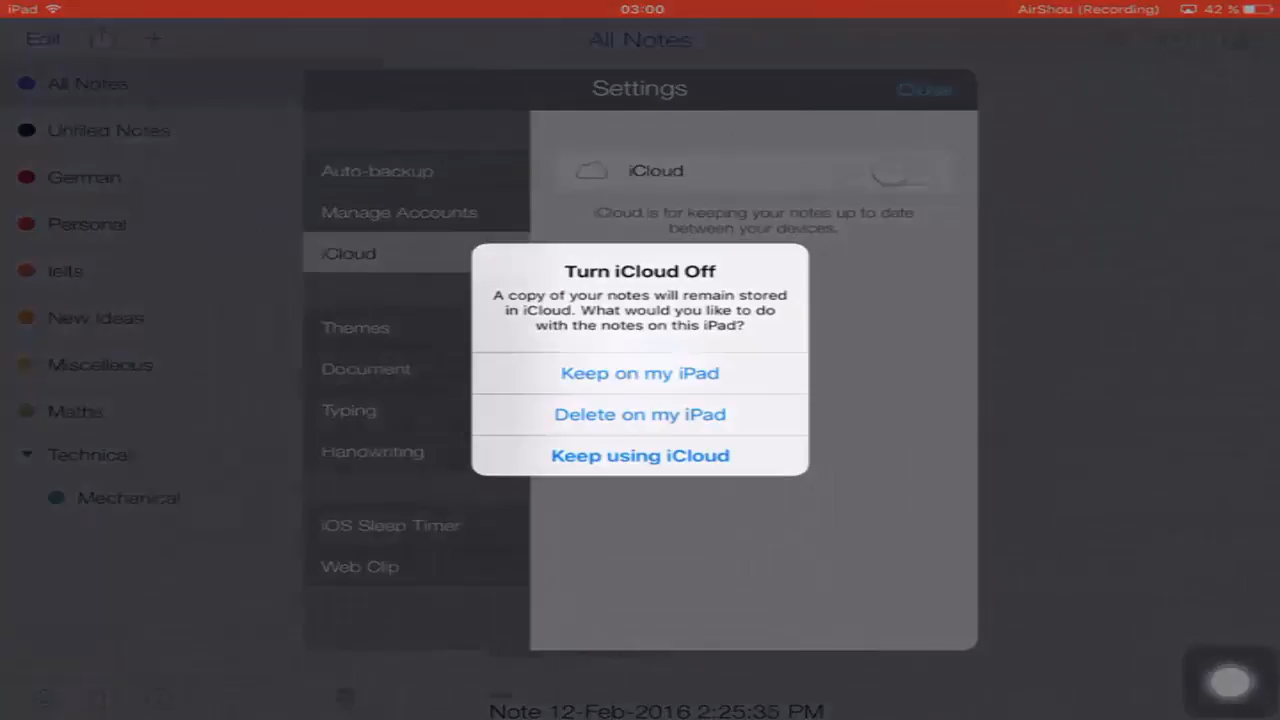 iPad
03:00
AirShou (Recording)
42 %
Edit
All Notes
All Notes
Unfiled Notes
German
Personal
Ielts
New Ideas
Miscelleous
Maths
Technical
Mechanical
Settings
Close
Auto-backup
Manage Accounts
iCloud
Themes
Document
Typing
Handwriting
iOS Sleep Timer
Web Clip
iCloud
iCloud is for keeping your notes up to date
between your devices.
Turn iCloud Off
A copy of your notes will remain stored
in iCloud. What would you like to do
with the notes on this iPad?
Keep on my iPad
Delete on my iPad
Keep using iCloud
Note 12-Feb-2016 2:25:35 PM